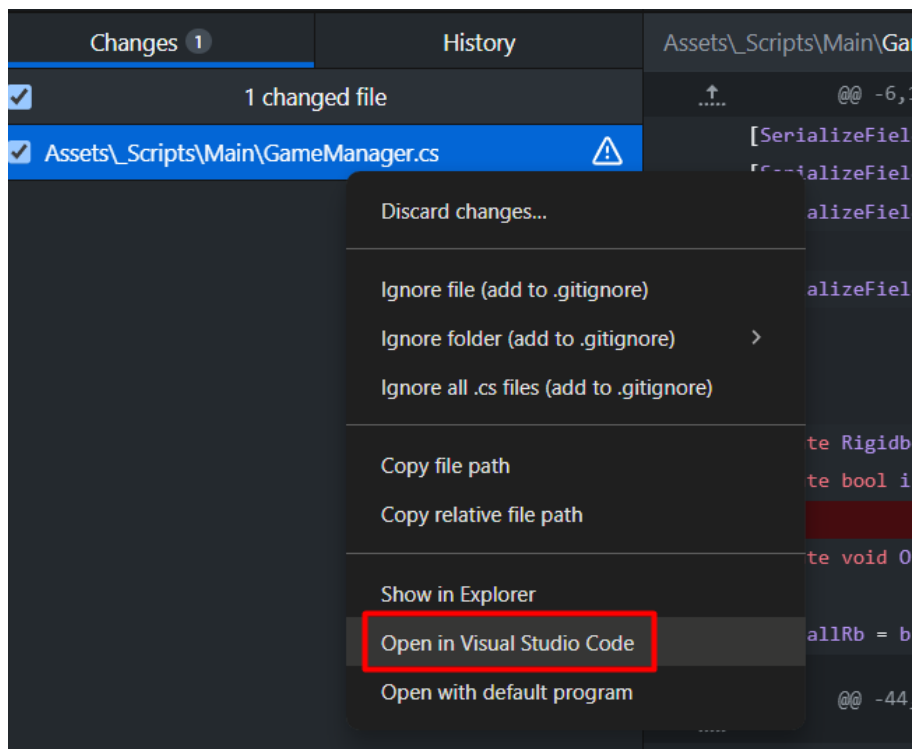 Changes 1
History
Assets\_Scripts\Main\Ga
1 changed file
@@ -6,1
Assets\_Scripts\Main\GameManager.cs
[SerializeFiel
[SerializeFiel
alizeFiel
alizeFiel
Discard changes...
Ignore file (add to .gitignore)
Ignore folder (add to .gitignore)
Ignore all .cs files (add to .gitignore)
Copy file path
Copy relative file path
Show in Explorer
Open in Visual Studio Code
Open with default program
te Rigidb
te bool i
te void O
allRb = b
@@ -44,